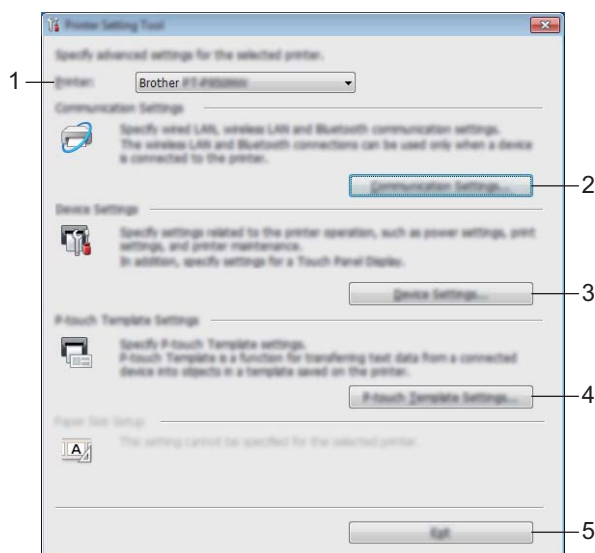 Printer Setting Tool
Specify advanced settings for the selected printer.
1
Printer:
Brother
Communication Settings
Specify wired LAN, wireless LAN and Bluetooth communication settings.
The wireless LAN and Bluetooth connections can be used only when a device
is connected to the printer.
Communication Settings...
2
Device Settings
Specify settings related to the printer operation, such as power settings, print
settings, and printer maintenance.
In addition, specify settings for a Touch Panel Display.
Device Settings...
3
P-touch Template Settings
Specify P-touch Template settings.
P-touch Template is a function for transferring text data from a connected
device into objects in a template saved on the printer.
P-touch Template Settings...
4
Paper Size Setup
A
This setting cannot be specified for the selected printer.
Exit
5